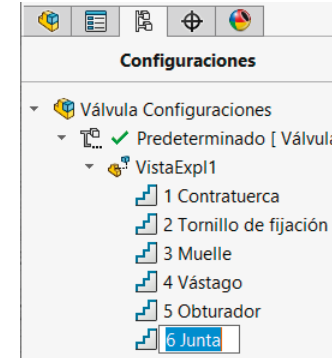 Configuraciones
Válvula Configuraciones
Predeterminado [ Válvula
VistaExpl1
1 Contratuerca
2 Tornillo de fijación
3 Muelle
4 Vástago
5 Obturador
6 Junta